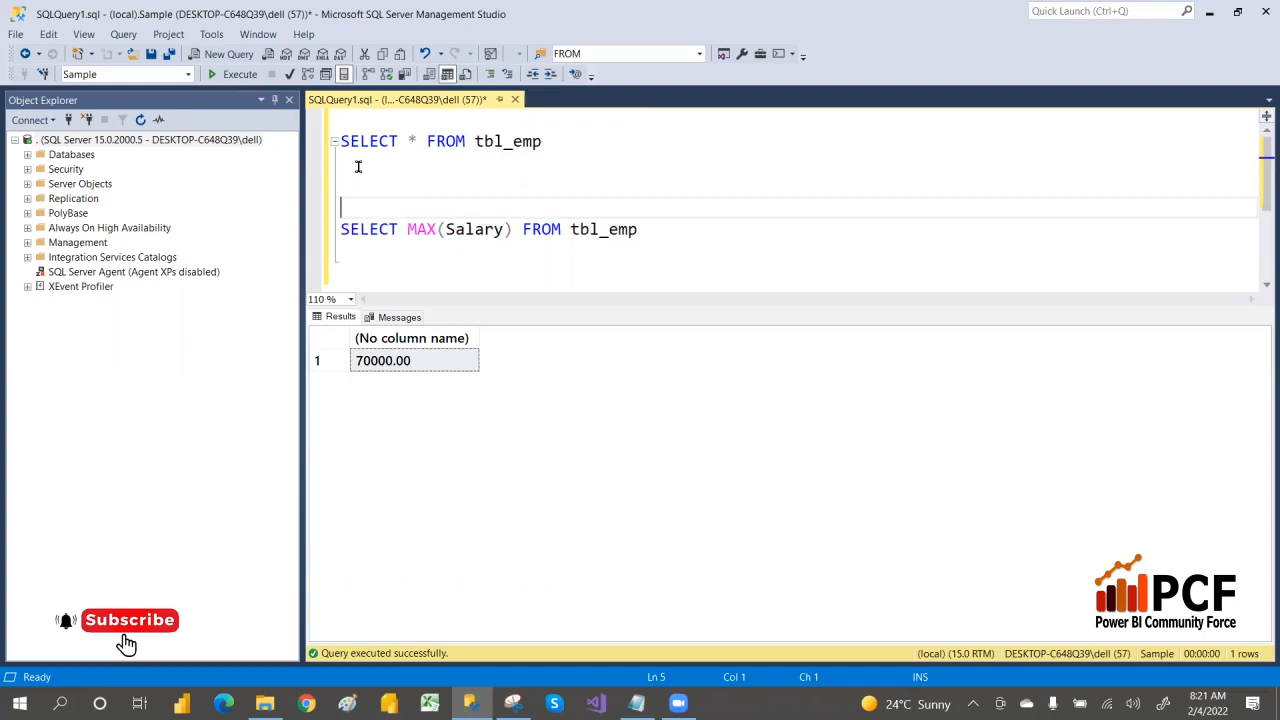 SQLQuery1.sql - (local).Sample (DESKTOP-C648Q39\dell (57))* - Microsoft SQL Server Management Studio
Quick Launch (Ctrl+Q)
File Edit View Query Project Tools Window Help
New Query MDX DMX XMLA DAX FROM
Sample Execute
Object Explorer
Connect
. (SQL Server 15.0.2000.5 - DESKTOP-C648Q39\dell)
Databases
Security
Server Objects
Replication
PolyBase
Always On High Availability
Management
Integration Services Catalogs
SQL Server Agent (Agent XPs disabled)
XEvent Profiler
SQLQuery1.sql - (l...-C648Q39\dell (57))*
SELECT * FROM tbl_emp
SELECT MAX(Salary) FROM tbl_emp
110 %
Results Messages
(No column name)
1 70000.00
Subscribe
PCF
Power BI Community Force
Query executed successfully. (local) (15.0 RTM) DESKTOP-C648Q39\dell (57) Sample 00:00:00 1 rows
Ready Ln 5 Col 1 Ch 1 INS
24°C Sunny
8:21 AM
2/4/2022